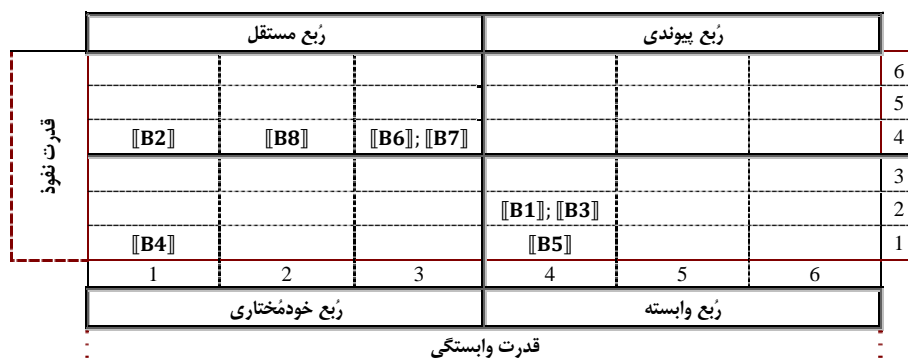 رُبع مستقل رُبع پیوندی
6
5
⟦B2⟧ ⟦B8⟧ ⟦B6⟧; ⟦B7⟧ 4
قدرت نفوذ
3
⟦B1⟧; ⟦B3⟧ 2
⟦B4⟧ ⟦B5⟧ 1
1 2 3 4 5 6
رُبع خودمُختاری رُبع وابسته
قدرت وابستگی